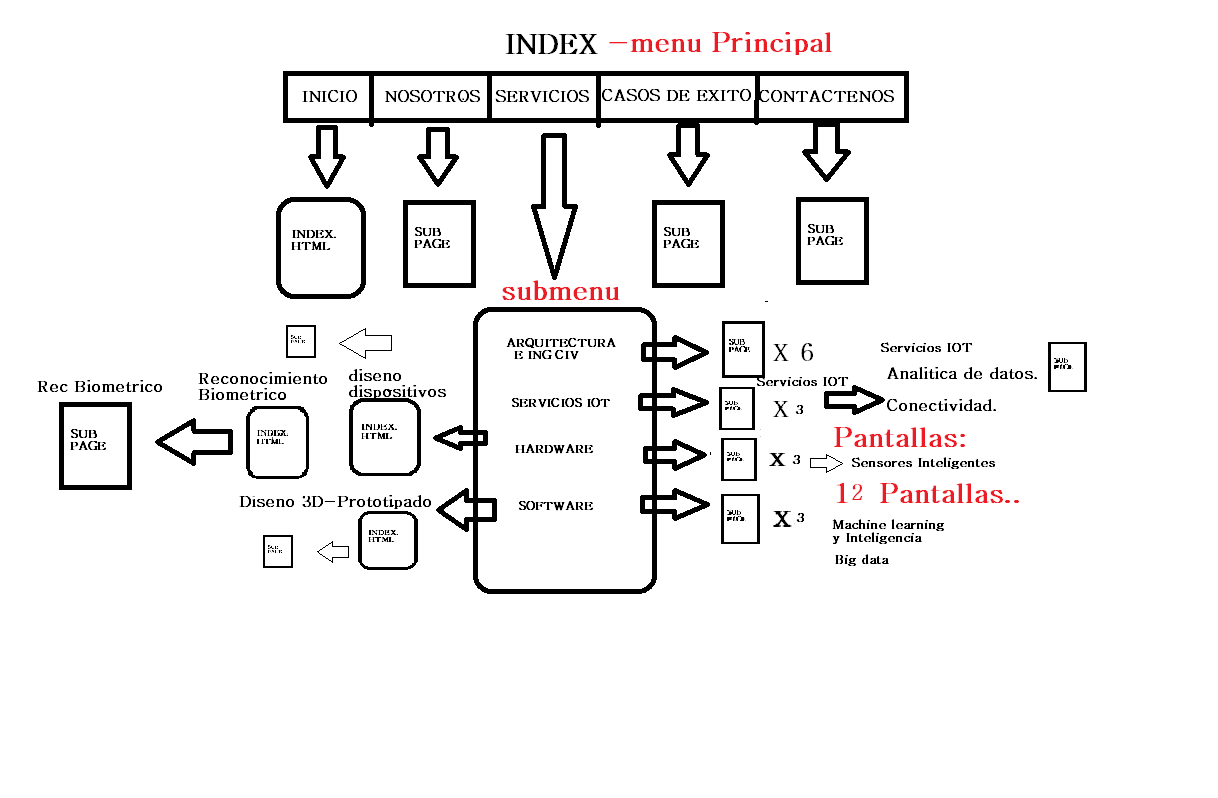 INDEX -menu Principal
INICIO
NOSOTROS
SERVICIOS
CASOS DE EXITO
CONTACTENOS
INDEX.
HTML
SUB
PAGE
SUB
PAGE
SUB
PAGE
submenu
ARQUITECTURA
E ING CIV
SERVICIOS IOT
HARDWARE
SOFTWARE
SUB
PAGE
X 6
Servicios IOT
SUB
PAGE
X 3
Servicios IOT
Analitica de datos.
Conectividad.
SUB
PAGE
SUB
PAGE
X 3
Pantallas:
Sensores Inteligentes
12 Pantallas..
SUB
PAGE
X 3
Machine learning
y Inteligencia
Big data
SUB
PAGE
diseno
dispositivos
INDEX.
HTML
Reconocimiento
Biometrico
INDEX.
HTML
Rec Biometrico
SUB
PAGE
Diseno 3D-Prototipado
INDEX.
HTML
SUB
PAGE